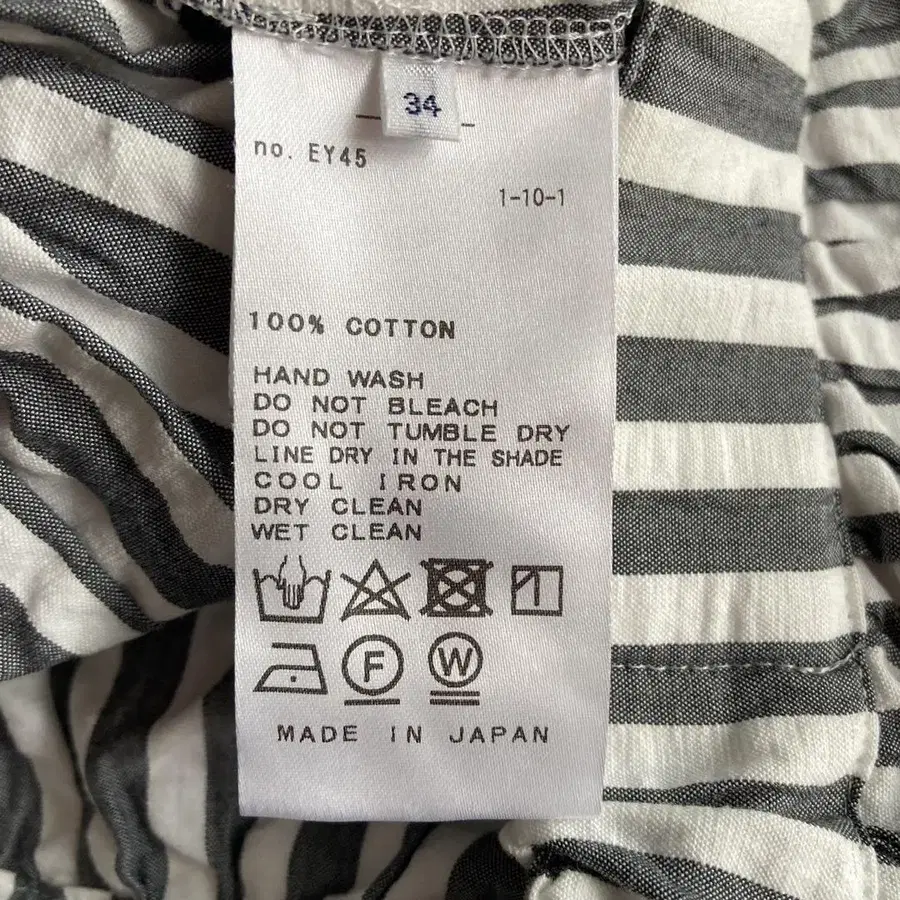 34
no. EY45
1-10-1
100% COTTON
HAND WASH
DO NOT BLEACH
DO NOT TUMBLE DRY
LINE DRY IN THE SHADE
COOL IRON
DRY CLEAN
WET CLEAN
F W
MADE IN JAPAN